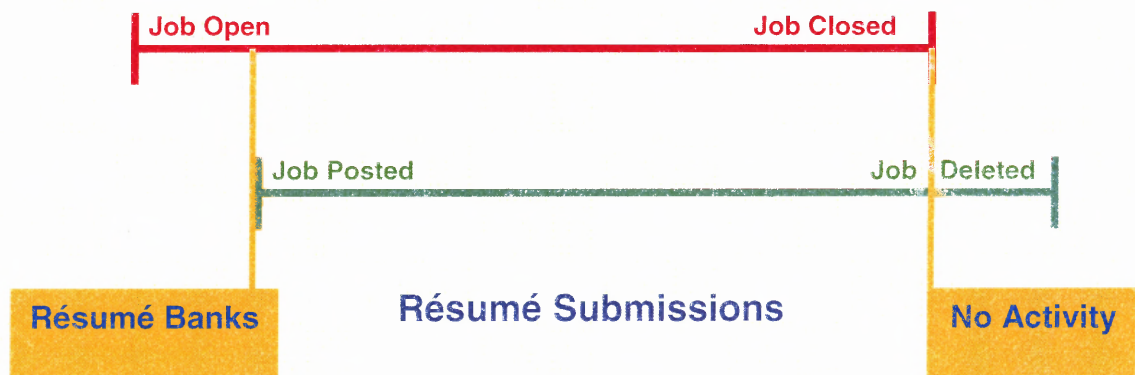 Job Open Job Closed
Job Posted Job Deleted
Résumé Banks Résumé Submissions No Activity